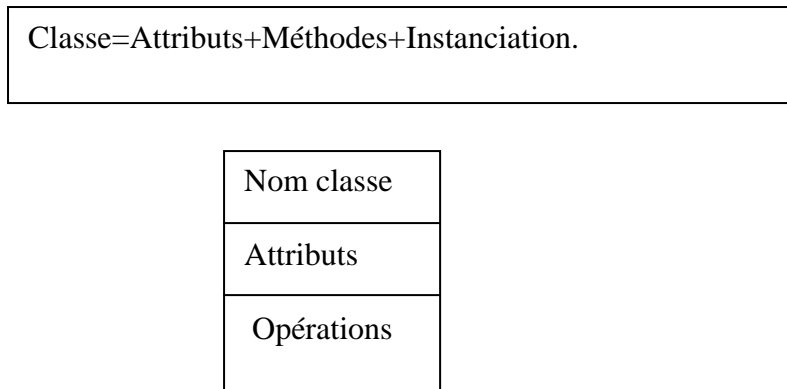 Classe=Attributs+Méthodes+Instanciation.
Nom classe
Attributs
Opérations